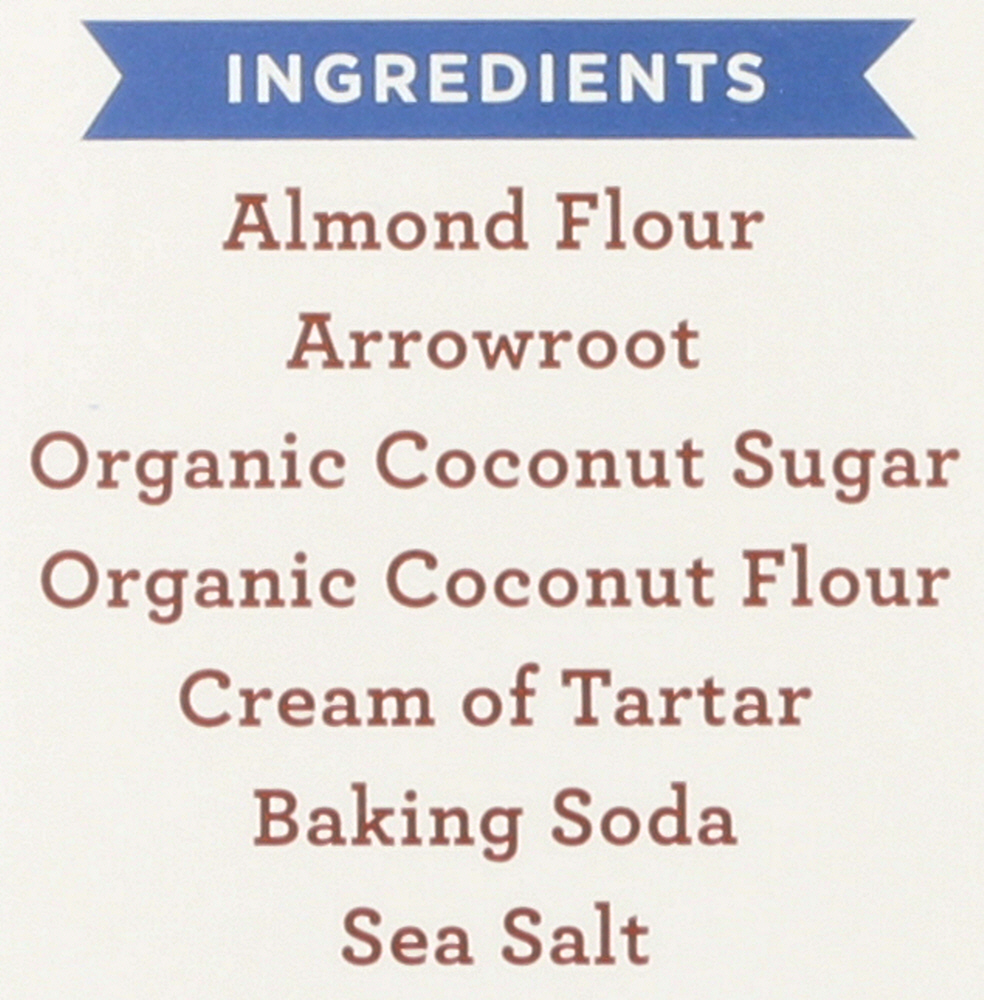 INGREDIENTS
Almond Flour
Arrowroot
Organic Coconut Sugar
Organic Coconut Flour
Cream of Tartar
Baking Soda
Sea Salt